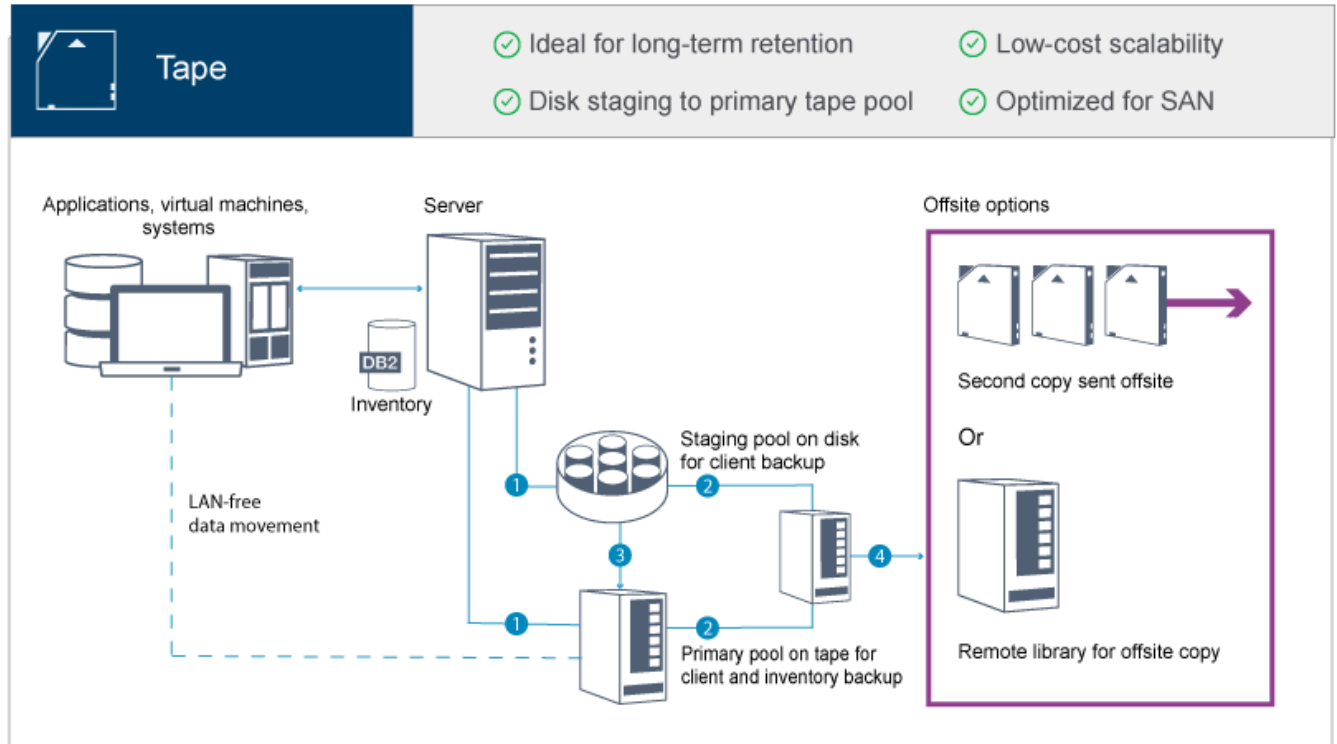 Tape
Ideal for long-term retention
Low-cost scalability
Disk staging to primary tape pool
Optimized for SAN
Applications, virtual machines,
systems
Server
Offsite options
DB2
Inventory
Second copy sent offsite
Staging pool on disk
for client backup
Or
1
2
LAN-free
data movement
3
4
1
2
Primary pool on tape for
client and inventory backup
Remote library for offsite copy